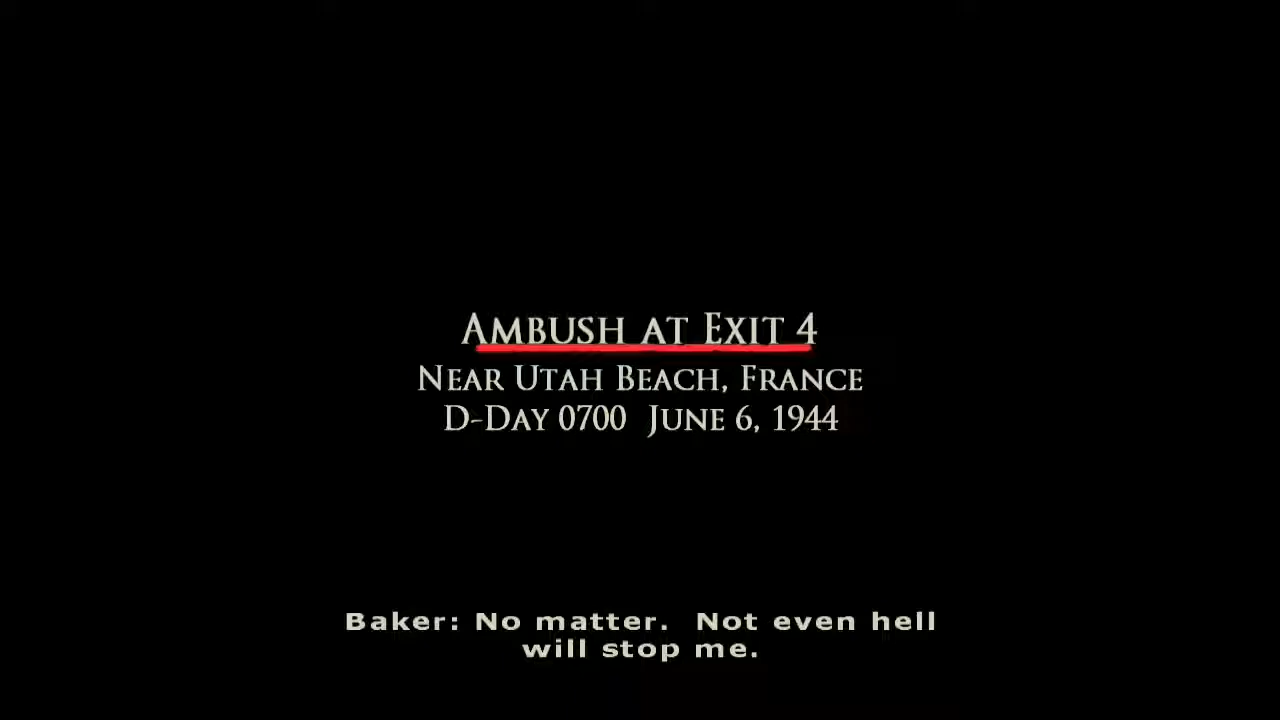 Ambush at Exit 4
Near Utah Beach, France
D-Day 0700 June 6, 1944
Baker: No matter. Not even hell
will stop me.